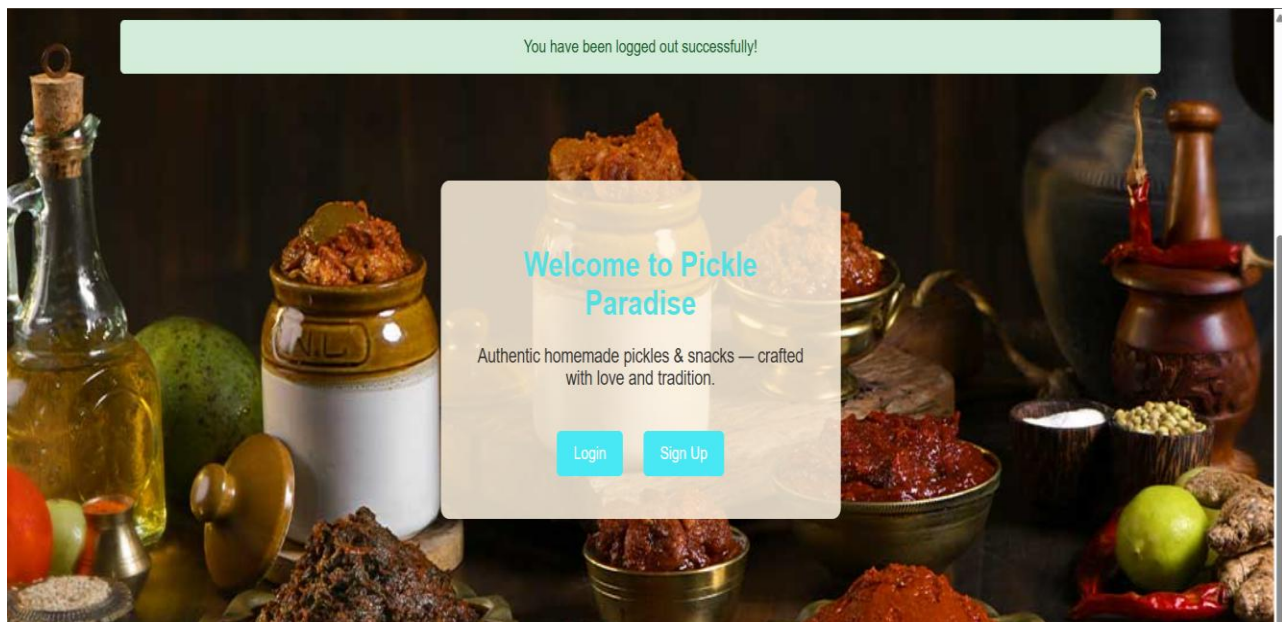 You have been logged out successfully!
Welcome to Pickle
Paradise
Authentic homemade pickles & snacks — crafted
with love and tradition.
Login
Sign Up